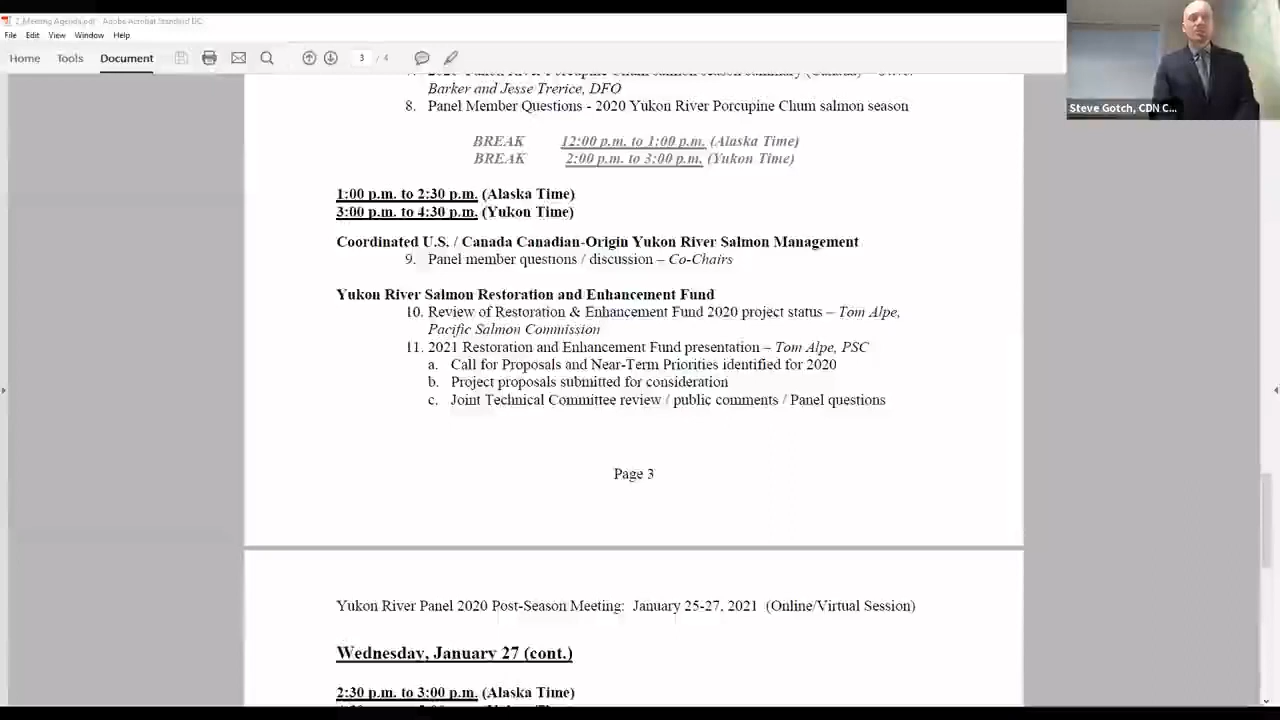 2_Meeting Agenda.pdf - Adobe Acrobat Standard DC
File Edit View Window Help
Home Tools Document 3 / 4
Steve Gotch, CDN C...
Barker and Jesse Trerice, DFO
8. Panel Member Questions - 2020 Yukon River Porcupine Chum salmon season
BREAK 12:00 p.m. to 1:00 p.m. (Alaska Time)
BREAK 2:00 p.m. to 3:00 p.m. (Yukon Time)
1:00 p.m. to 2:30 p.m. (Alaska Time)
3:00 p.m. to 4:30 p.m. (Yukon Time)
Coordinated U.S. / Canada Canadian-Origin Yukon River Salmon Management
9. Panel member questions / discussion – Co-Chairs
Yukon River Salmon Restoration and Enhancement Fund
10. Review of Restoration & Enhancement Fund 2020 project status – Tom Alpe,
Pacific Salmon Commission
11. 2021 Restoration and Enhancement Fund presentation – Tom Alpe, PSC
a. Call for Proposals and Near-Term Priorities identified for 2020
b. Project proposals submitted for consideration
c. Joint Technical Committee review / public comments / Panel questions
Page 3
Yukon River Panel 2020 Post-Season Meeting: January 25-27, 2021 (Online/Virtual Session)
Wednesday, January 27 (cont.)
2:30 p.m. to 3:00 p.m. (Alaska Time)